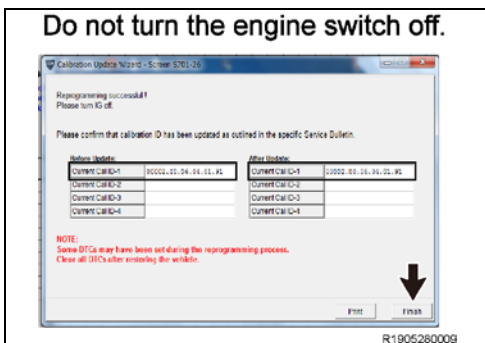 Do not turn the engine switch off.
Calibration Update Wizard - Screen S701-26
Reprogramming successful!
Please turn IG off.
Please confirm that calibration ID has been updated as outlined in the specific Service Bulletin.
Before Update: After Update:
Current Cal ID-1 Current Cal ID-1
Current Cal ID-2 Current Cal ID-2
Current Cal ID-3 Current Cal ID-3
Current Cal ID-4 Current Cal ID-4
NOTE:
Some DTCs may have been set during the reprogramming process.
Clear all DTCs after restoring the vehicle.
Print Finish
R1905280009